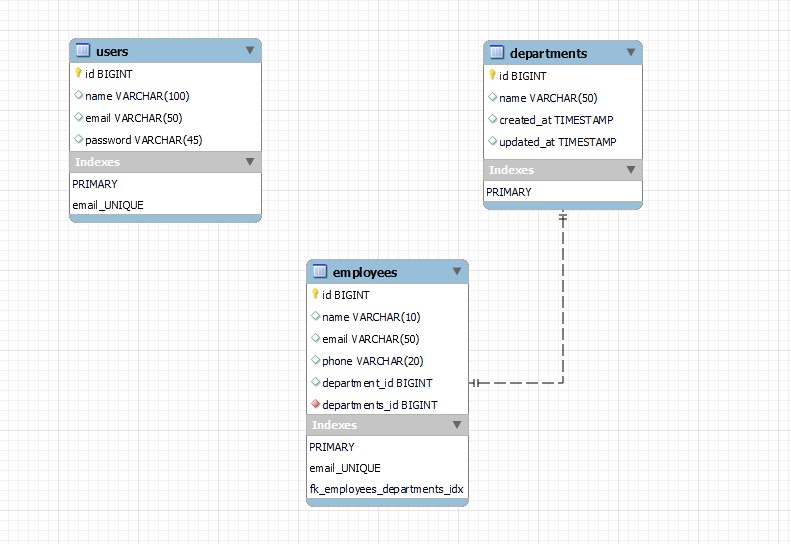 users
id BIGINT
name VARCHAR(100)
email VARCHAR(50)
password VARCHAR(45)
Indexes
PRIMARY
email_UNIQUE
departments
id BIGINT
name VARCHAR(50)
created_at TIMESTAMP
updated_at TIMESTAMP
Indexes
PRIMARY
employees
id BIGINT
name VARCHAR(10)
email VARCHAR(50)
phone VARCHAR(20)
department_id BIGINT
departments_id BIGINT
Indexes
PRIMARY
email_UNIQUE
fk_employees_departments_idx